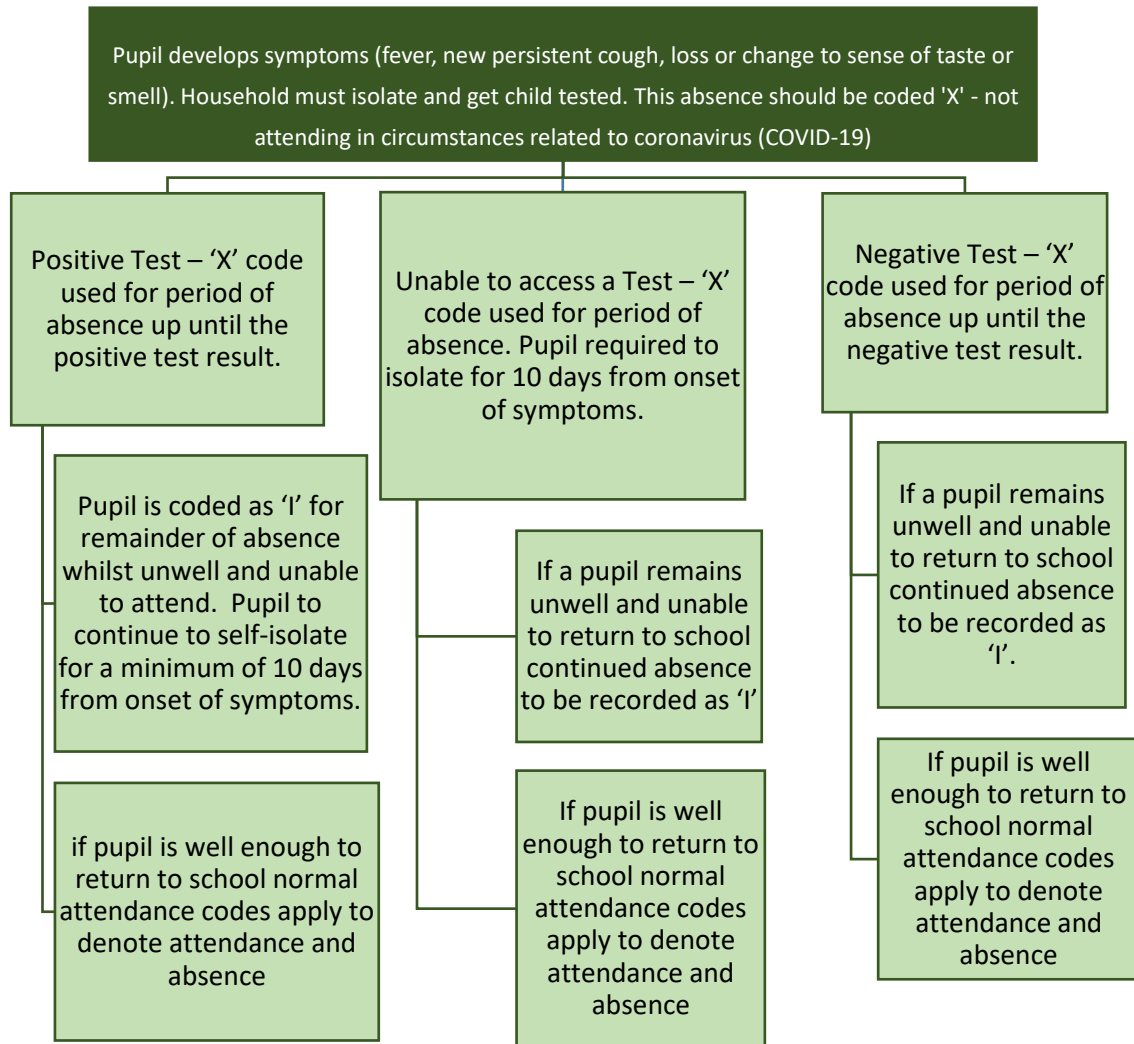 Pupil develops symptoms (fever, new persistent cough, loss or change to sense of taste or
smell). Household must isolate and get child tested. This absence should be coded 'X' - not
attending in circumstances related to coronavirus (COVID-19)
Positive Test – ‘X’ code
used for period of
absence up until the
positive test result.
Pupil is coded as ‘I’ for
remainder of absence
whilst unwell and unable
to attend.  Pupil to
continue to self-isolate
for a minimum of 10 days
from onset of symptoms.
if pupil is well enough to
return to school normal
attendance codes apply to
denote attendance and
absence
Unable to access a Test – ‘X’
code used for period of
absence. Pupil required to
isolate for 10 days from onset
of symptoms.
If a pupil remains
unwell and unable
to return to school
continued absence
to be recorded as ‘I’
If pupil is well
enough to return to
school normal
attendance codes
apply to denote
attendance and
absence
Negative Test – ‘X’
code used for period of
absence up until the
negative test result.
If a pupil remains
unwell and unable
to return to school
continued absence
to be recorded as
‘I’.
If pupil is well
enough to return to
school normal
attendance codes
apply to denote
attendance and
absence